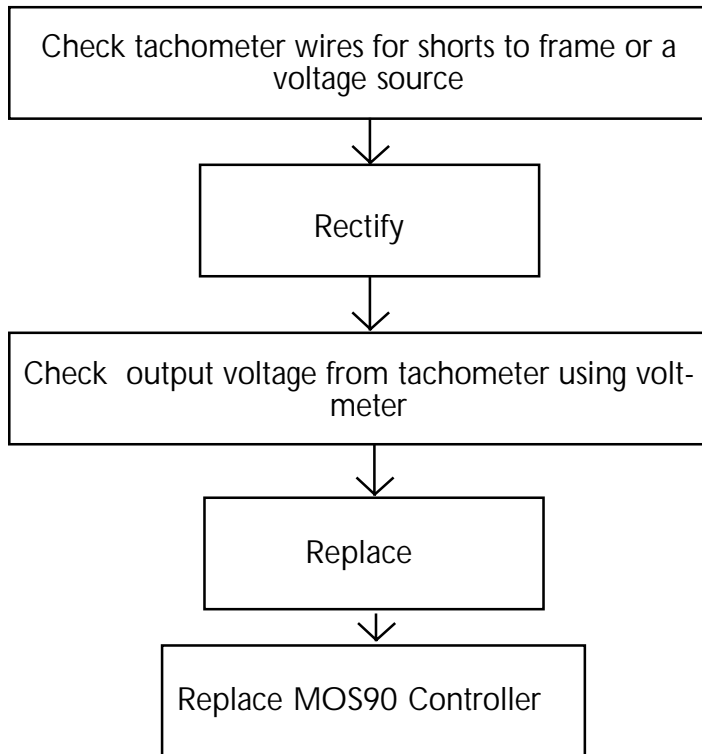 Check tachometer wires for shorts to frame or a
voltage source
Rectify
Check output voltage from tachometer using volt-
meter
Replace
Replace MOS90 Controller